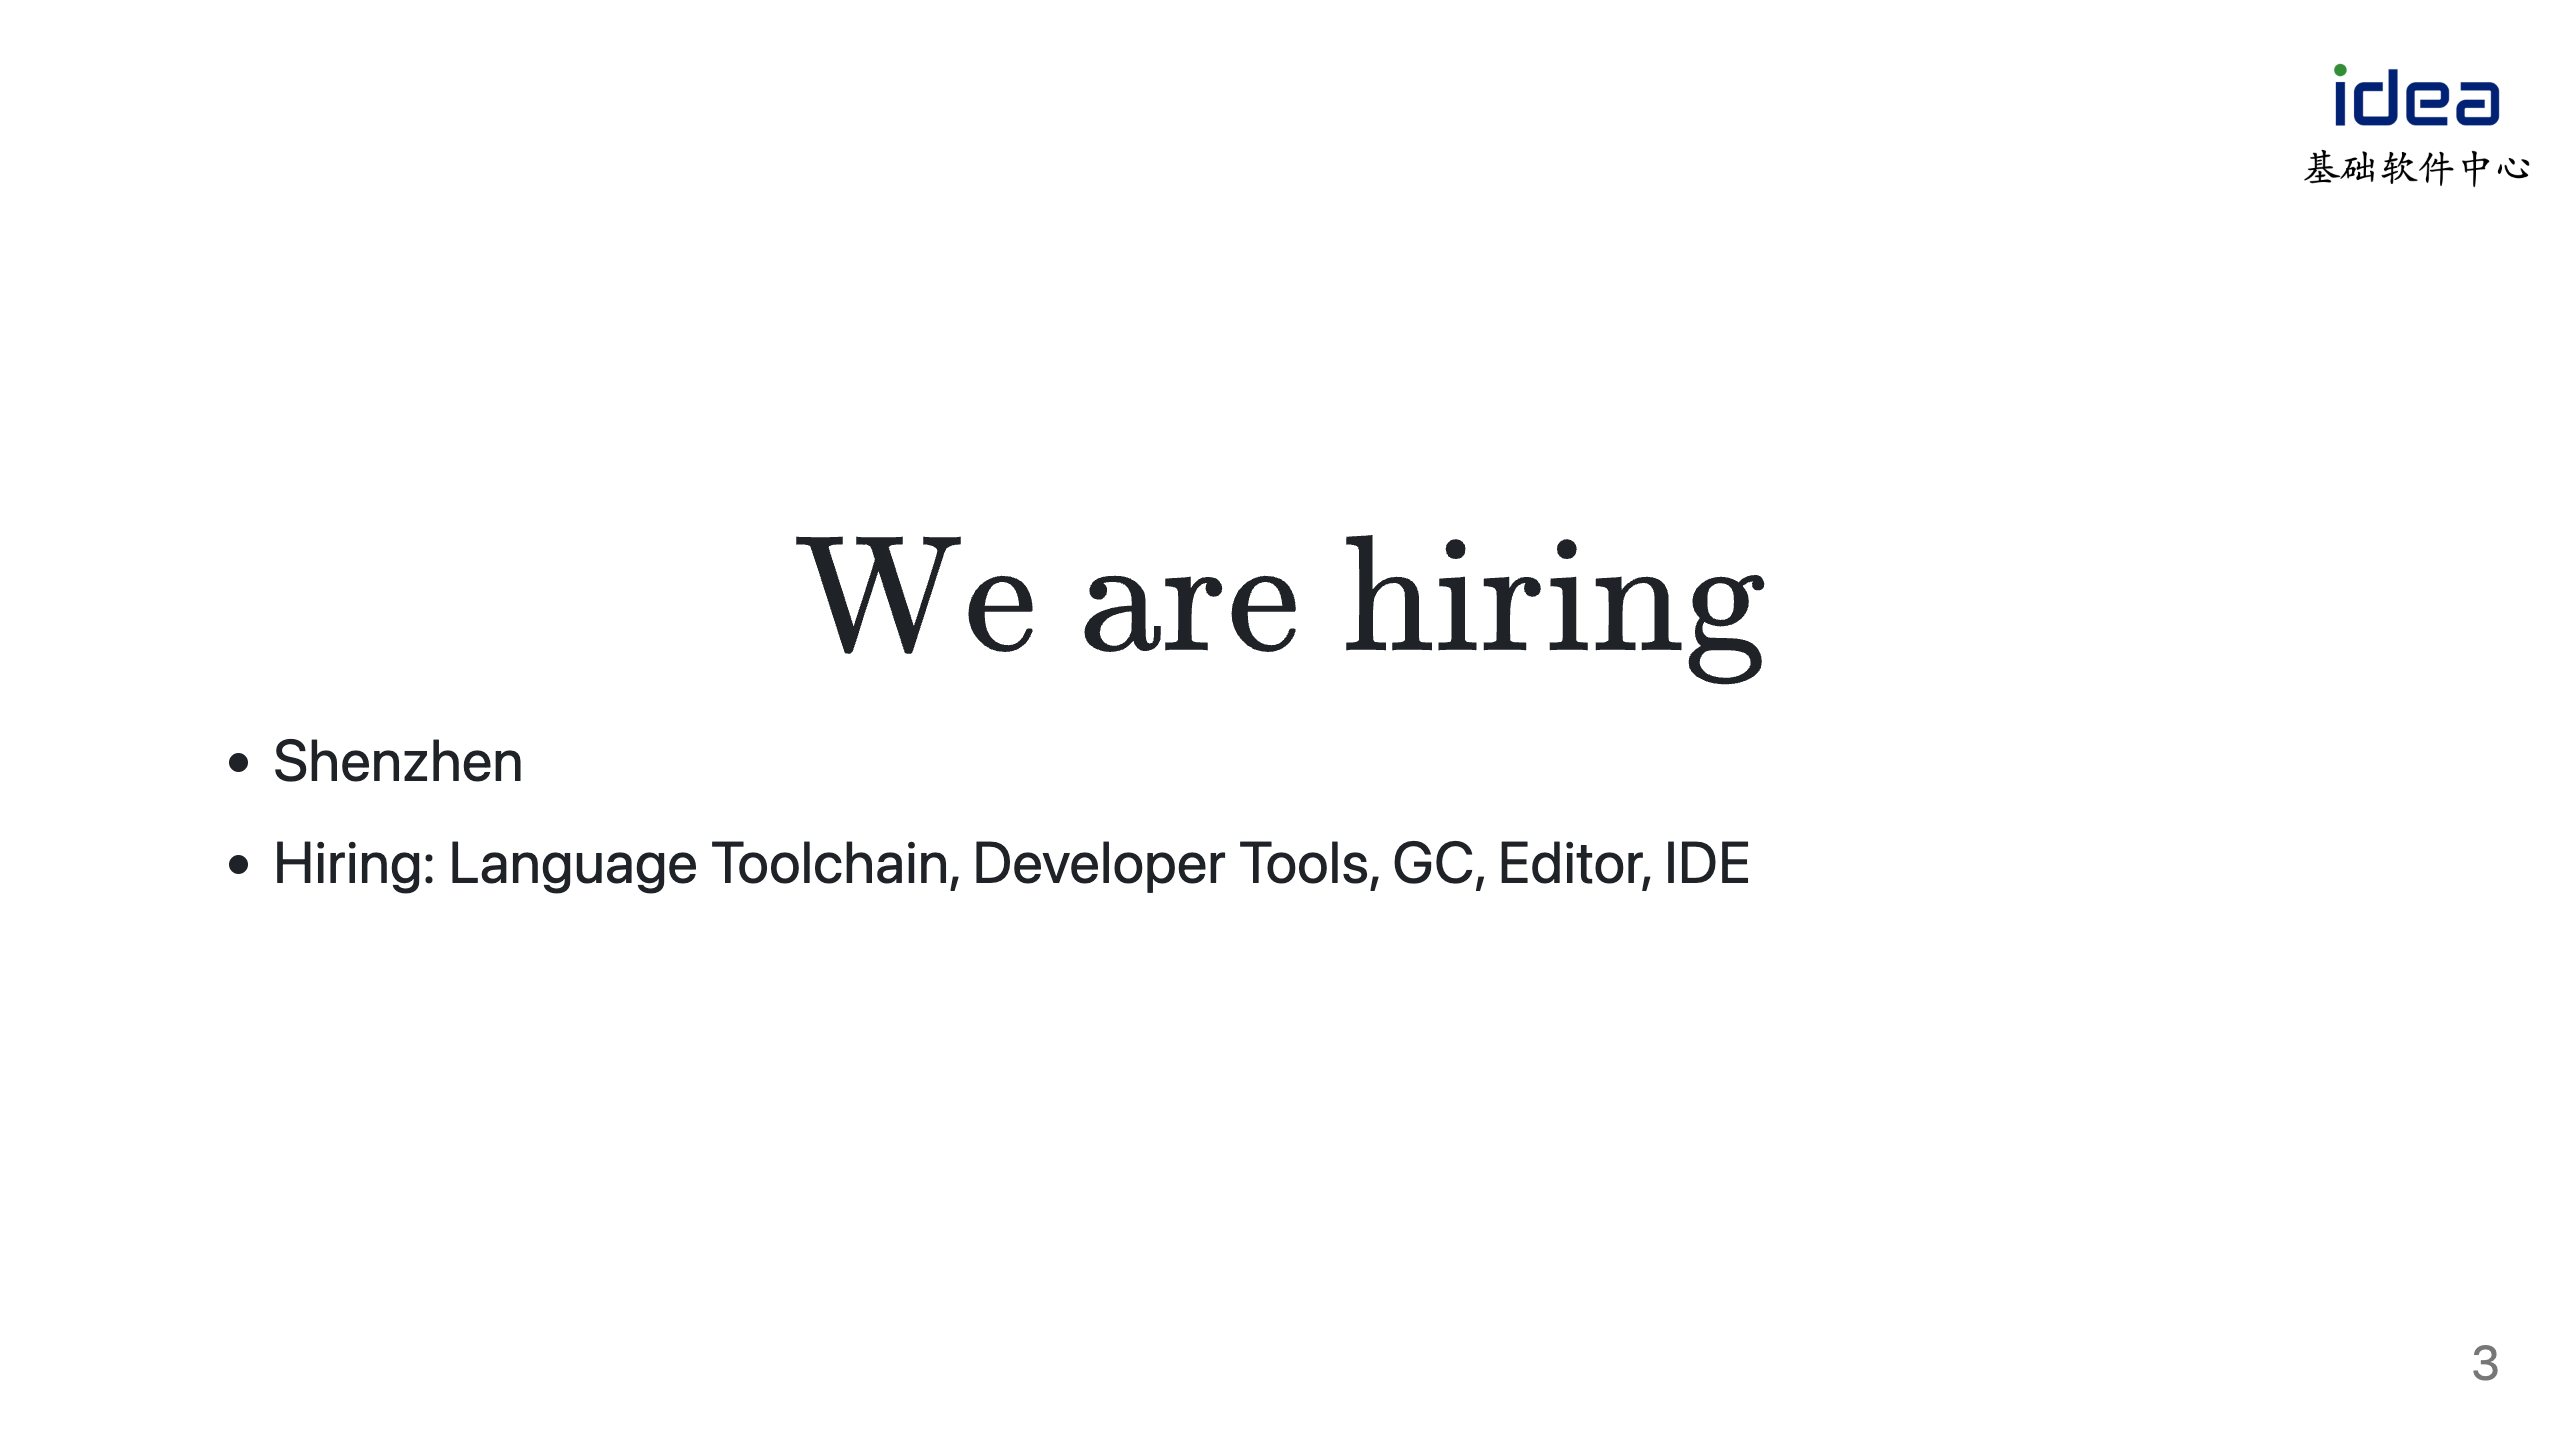 idea
基础软件中心
We are hiring
• Shenzhen
• Hiring: Language Toolchain, Developer Tools, GC, Editor, IDE
3